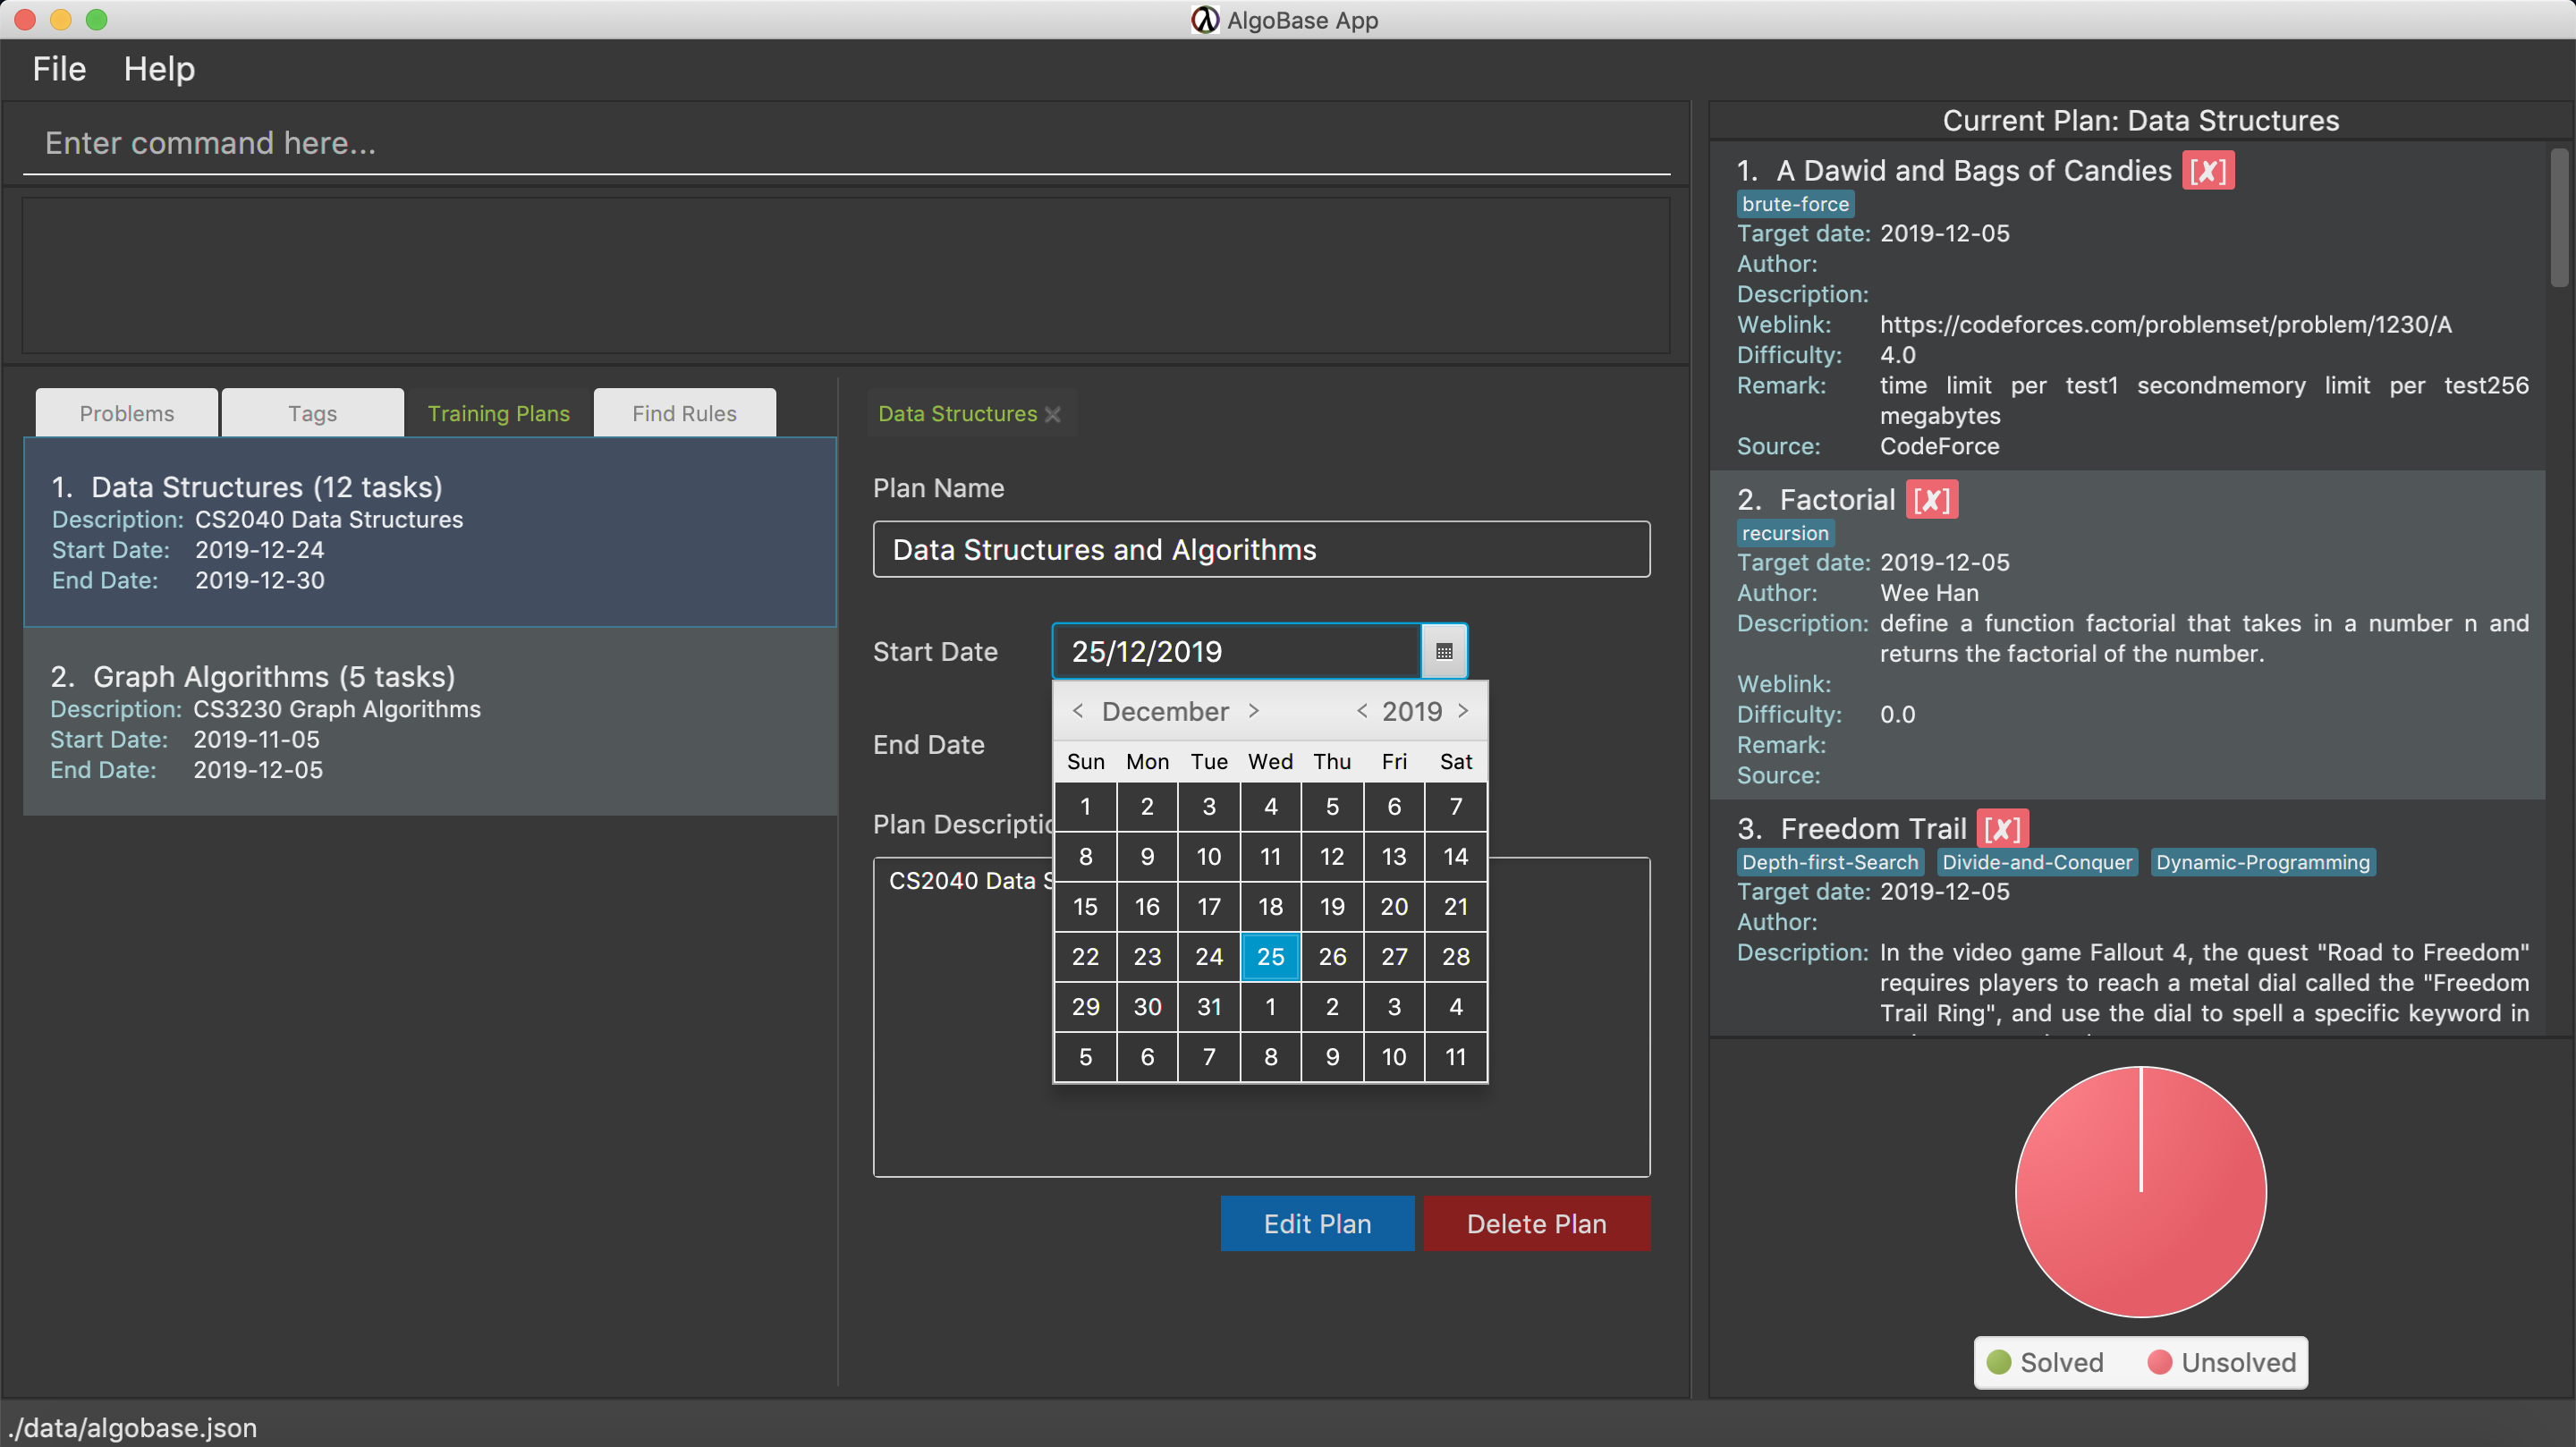 AlgoBase App
File Help
Enter command here...
Problems Tags Training Plans Find Rules
1. Data Structures (12 tasks)
Description: CS2040 Data Structures
Start Date: 2019-12-24
End Date: 2019-12-30
2. Graph Algorithms (5 tasks)
Description: CS3230 Graph Algorithms
Start Date: 2019-11-05
End Date: 2019-12-05
Data Structures
Plan Name
Data Structures and Algorithms
Start Date 25/12/2019
< December > < 2019 >
Sun Mon Tue Wed Thu Fri Sat
1 2 3 4 5 6 7
8 9 10 11 12 13 14
15 16 17 18 19 20 21
22 23 24 25 26 27 28
29 30 31 1 2 3 4
5 6 7 8 9 10 11
End Date
Plan Descriptio
CS2040 Data S
Edit Plan Delete Plan
Current Plan: Data Structures
1. A Dawid and Bags of Candies [✗]
brute-force
Target date: 2019-12-05
Author:
Description:
Weblink: https://codeforces.com/problemset/problem/1230/A
Difficulty: 4.0
Remark: time limit per test1 secondmemory limit per test256
megabytes
Source: CodeForce
2. Factorial [✗]
recursion
Target date: 2019-12-05
Author: Wee Han
Description: define a function factorial that takes in a number n and
returns the factorial of the number.
Weblink:
Difficulty: 0.0
Remark:
Source:
3. Freedom Trail [✗]
Depth-first-Search Divide-and-Conquer Dynamic-Programming
Target date: 2019-12-05
Author:
Description: In the video game Fallout 4, the quest "Road to Freedom"
requires players to reach a metal dial called the "Freedom
Trail Ring", and use the dial to spell a specific keyword in
Solved Unsolved
./data/algobase.json